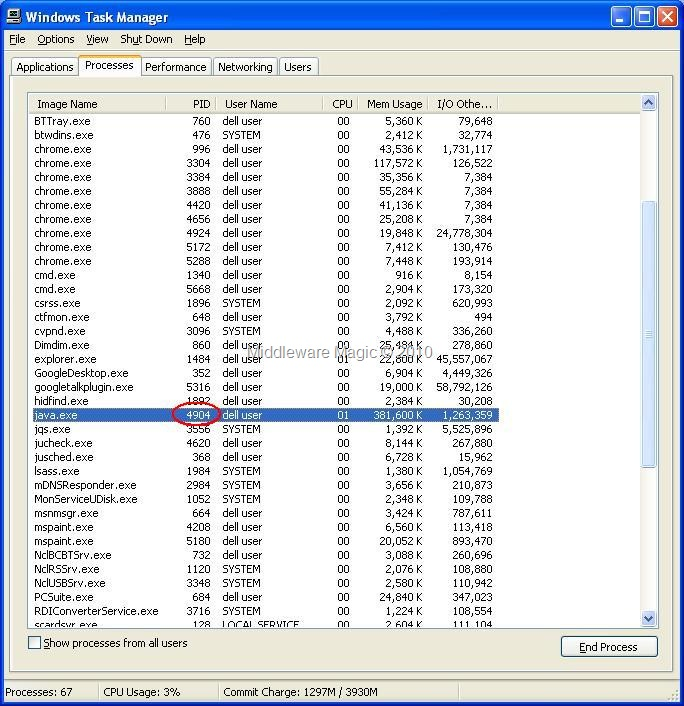 Windows Task Manager
File Options View Shut Down Help
Applications Processes Performance Networking Users
Image Name PID User Name CPU Mem Usage I/O Othe...
BTTray.exe 760 dell user 00 5,360 K 79,648
btwdins.exe 476 SYSTEM 00 2,412 K 32,774
chrome.exe 996 dell user 00 43,536 K 1,731,117
chrome.exe 3304 dell user 00 117,572 K 126,522
chrome.exe 3384 dell user 00 35,356 K 7,384
chrome.exe 3888 dell user 00 55,284 K 7,384
chrome.exe 4420 dell user 00 41,136 K 7,384
chrome.exe 4656 dell user 00 25,208 K 7,384
chrome.exe 4924 dell user 00 19,848 K 24,778,304
chrome.exe 5172 dell user 00 7,412 K 130,476
chrome.exe 5288 dell user 00 7,448 K 193,914
cmd.exe 1340 dell user 00 916 K 8,154
cmd.exe 5668 dell user 00 2,904 K 173,320
csrss.exe 1896 SYSTEM 00 2,092 K 620,993
ctfmon.exe 648 dell user 00 3,792 K 494
cvpnd.exe 3096 SYSTEM 00 4,488 K 336,260
Dimdim.exe 860 dell user 00 25,484 K 278,860
Middleware Magic © 2010
explorer.exe 1484 dell user 01 22,600 K 45,557,067
GoogleDesktop.exe 352 dell user 00 6,904 K 4,449,326
googletalkplugin.exe 5316 dell user 00 19,000 K 58,792,126
hidfind.exe 1892 dell user 00 2,384 K 30,208
java.exe 4904 dell user 01 381,600 K 1,263,359
jqs.exe 3556 SYSTEM 00 1,392 K 5,525,896
jucheck.exe 4620 dell user 00 8,144 K 267,880
jusched.exe 368 dell user 00 6,728 K 15,962
lsass.exe 1984 SYSTEM 00 1,380 K 1,054,769
mDNSResponder.exe 2984 SYSTEM 00 3,656 K 210,873
MonServiceUDisk.exe 1052 SYSTEM 00 2,348 K 109,788
msnmsgr.exe 664 dell user 00 3,424 K 787,611
mspaint.exe 4208 dell user 00 6,560 K 113,418
mspaint.exe 5180 dell user 00 20,052 K 893,470
NclBCBTSrv.exe 732 dell user 00 3,088 K 260,696
NclRSSrv.exe 1120 SYSTEM 00 2,076 K 108,880
NclUSBSrv.exe 3348 SYSTEM 00 2,580 K 110,942
PCSuite.exe 684 dell user 00 24,840 K 347,023
RDIConverterService.exe 3716 SYSTEM 00 1,224 K 108,554
scardsvr.exe 128 LOCAL SERVICE 00 2,604 K 111,104
Show processes from all users
End Process
Processes: 67 CPU Usage: 3% Commit Charge: 1297M / 3930M